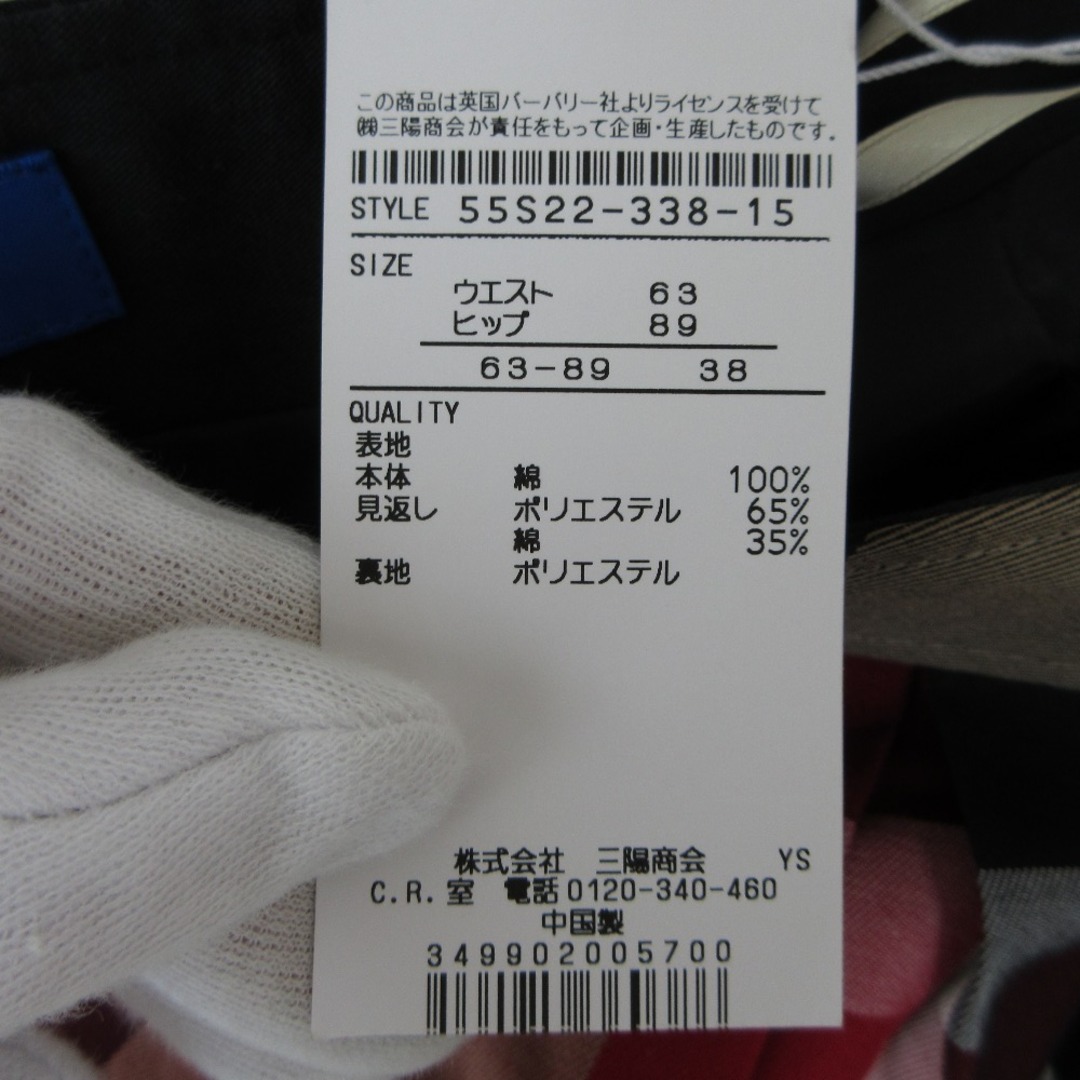 この商品は英国バーバリー社よりライセンスを受けて
㈱三陽商会が責任をもって企画・生産したものです.
STYLE 55S22-338-15
SIZE
ウエスト 63
ヒップ 89
63-89 38
QUALITY
表地
本体 綿 100%
見返し ポリエステル 65%
綿 35%
裏地 ポリエステル
株式会社 三陽商会 YS
C.R.室 電話0120-340-460
中国製
3499020057 00